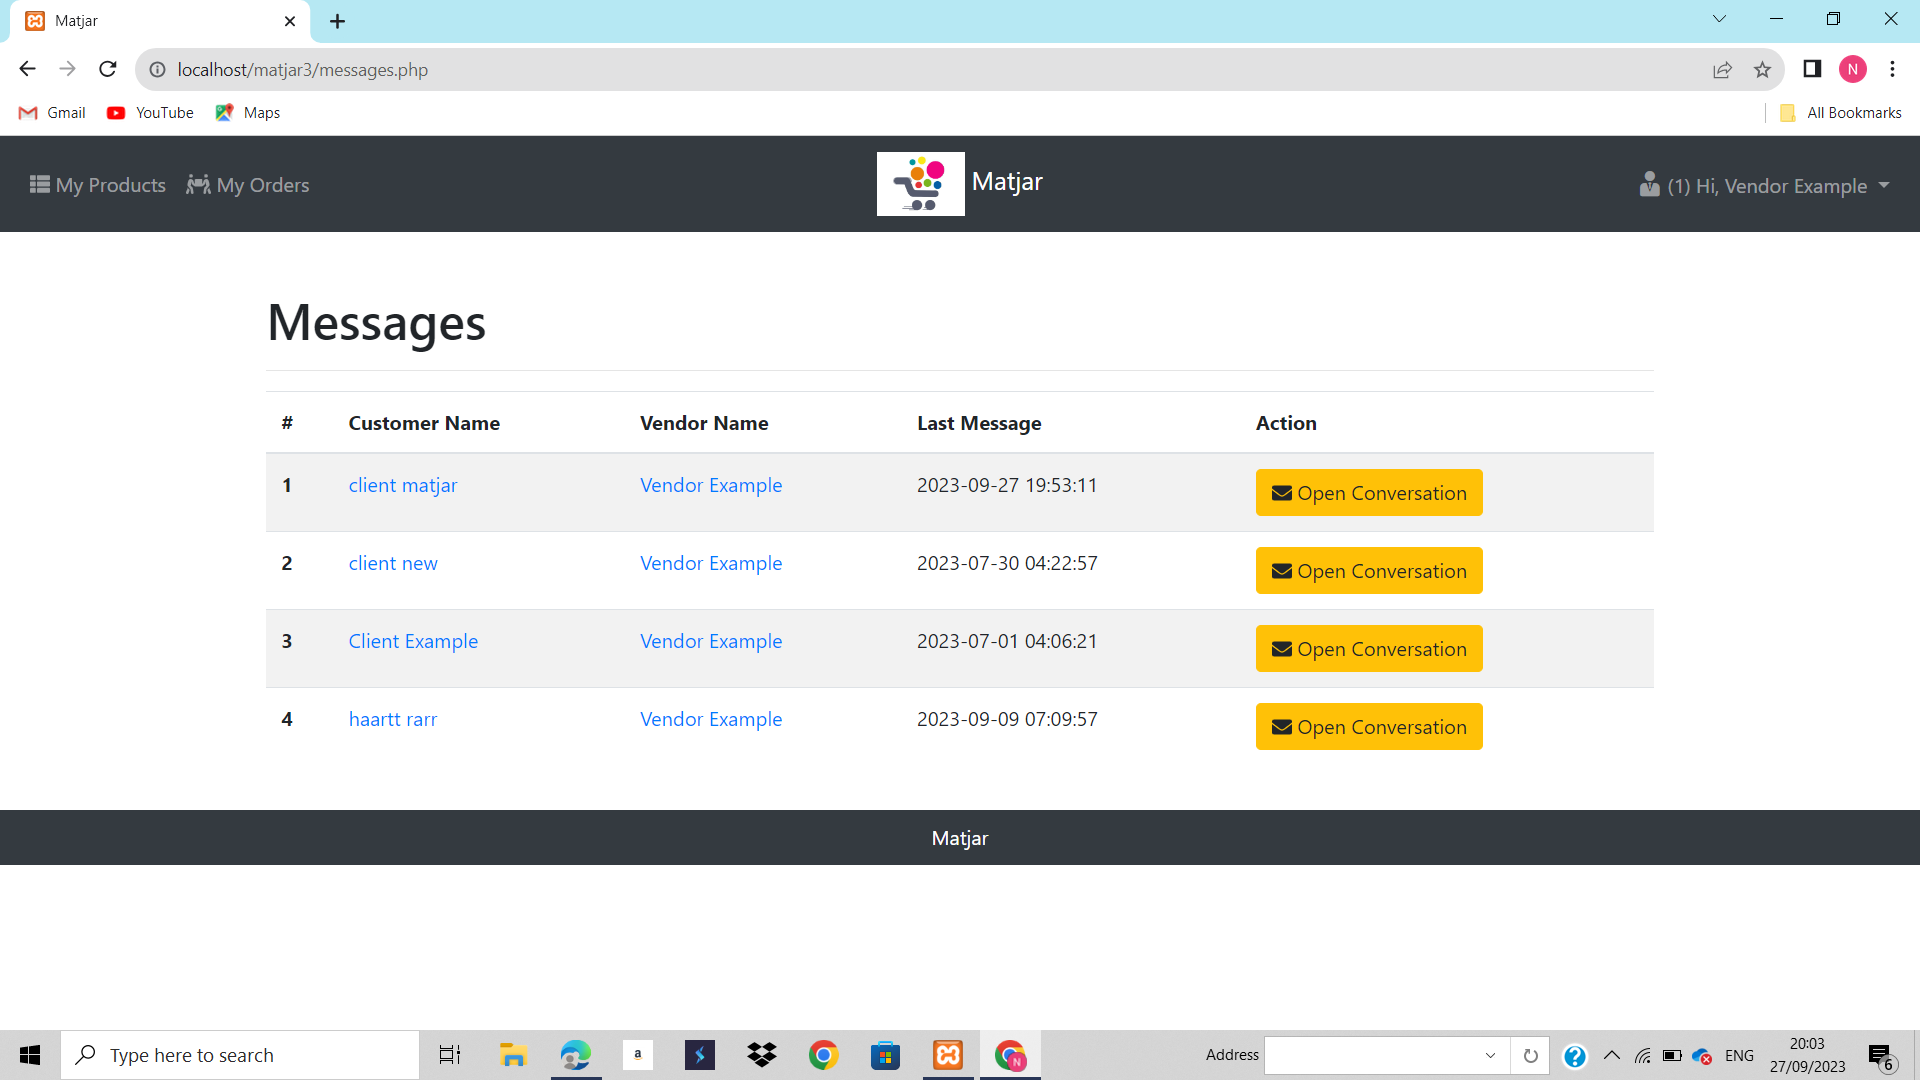 Matjar
localhost/matjar3/messages.php
N
Gmail YouTube Maps All Bookmarks
My Products My Orders Matjar (1) Hi, Vendor Example
Messages
# Customer Name Vendor Name Last Message Action
1 client matjar Vendor Example 2023-09-27 19:53:11 Open Conversation
2 client new Vendor Example 2023-07-30 04:22:57 Open Conversation
3 Client Example Vendor Example 2023-07-01 04:06:21 Open Conversation
4 haartt rarr Vendor Example 2023-09-09 07:09:57 Open Conversation
Matjar
Type here to search a N Address ENG 20:03
27/09/2023 6